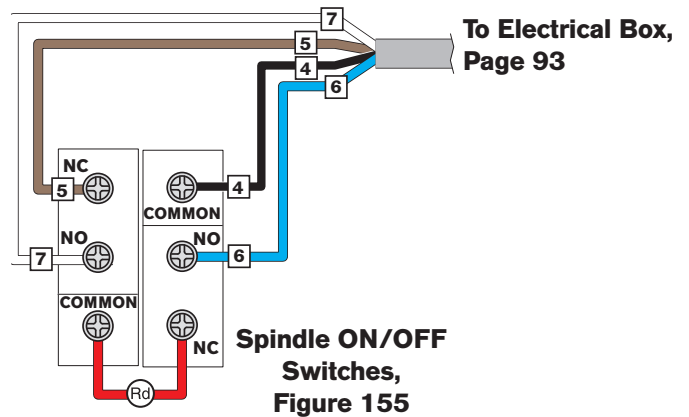 7
To Electrical Box,
Page 93
5
4
6
NC
5
4
COMMON
NO
NO
7
6
COMMON
NC
Rd
Spindle ON/OFF
Switches,
Figure 155